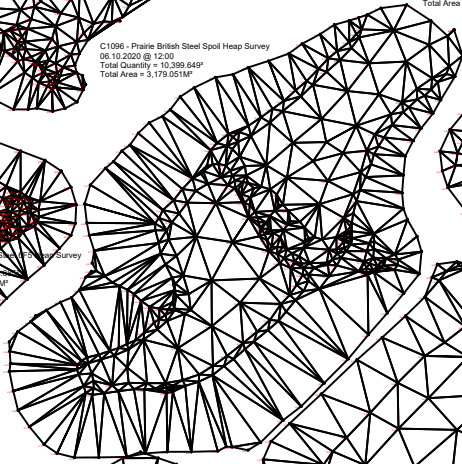 Total Area
C1096 - Prairie British Steel Spoil Heap Survey
06.10.2020 @ 12:00
Total Quantity = 10,399.649³
Total Area = 3,179.051M²
Heap Survey
M²